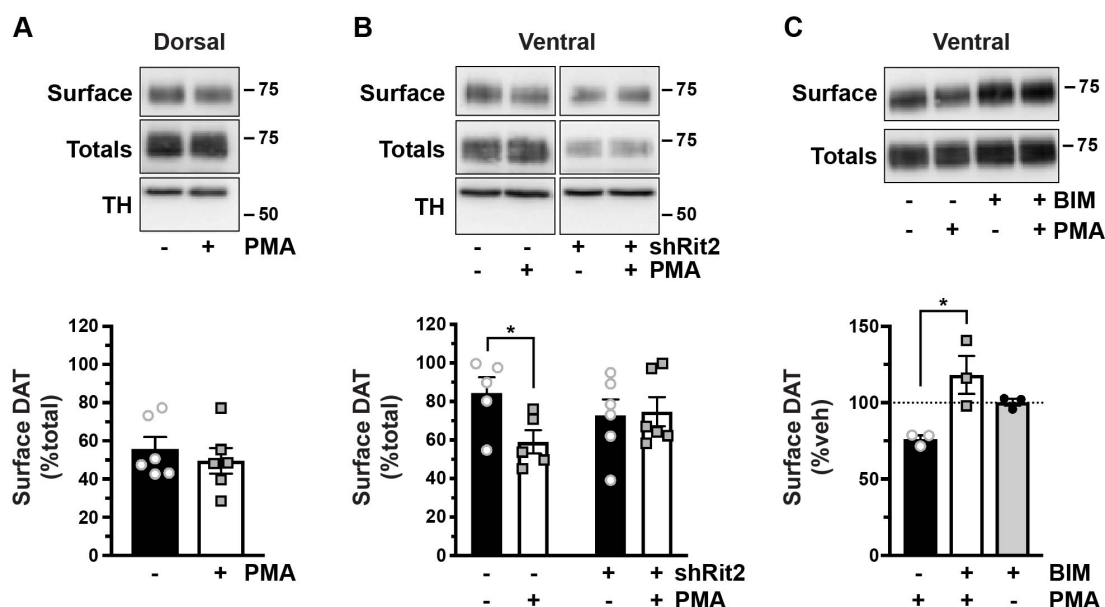 A
Dorsal
Surface
– 75
Totals
– 75
TH
– 50
- + PMA
120
100
80
60
40
20
0
Surface DAT
(%total)
- + PMA
B
Ventral
Surface
– 75
Totals
– 75
TH
– 50
- - + + shRit2
- + - + PMA
120
100
80
60
40
20
0
Surface DAT
(%total)
*
- - + + shRit2
- + - + PMA
C
Ventral
Surface
– 75
Totals
– 75
- - + + BIM
- + - + PMA
150
100
50
0
Surface DAT
(%veh)
*
- + + BIM
+ + - PMA